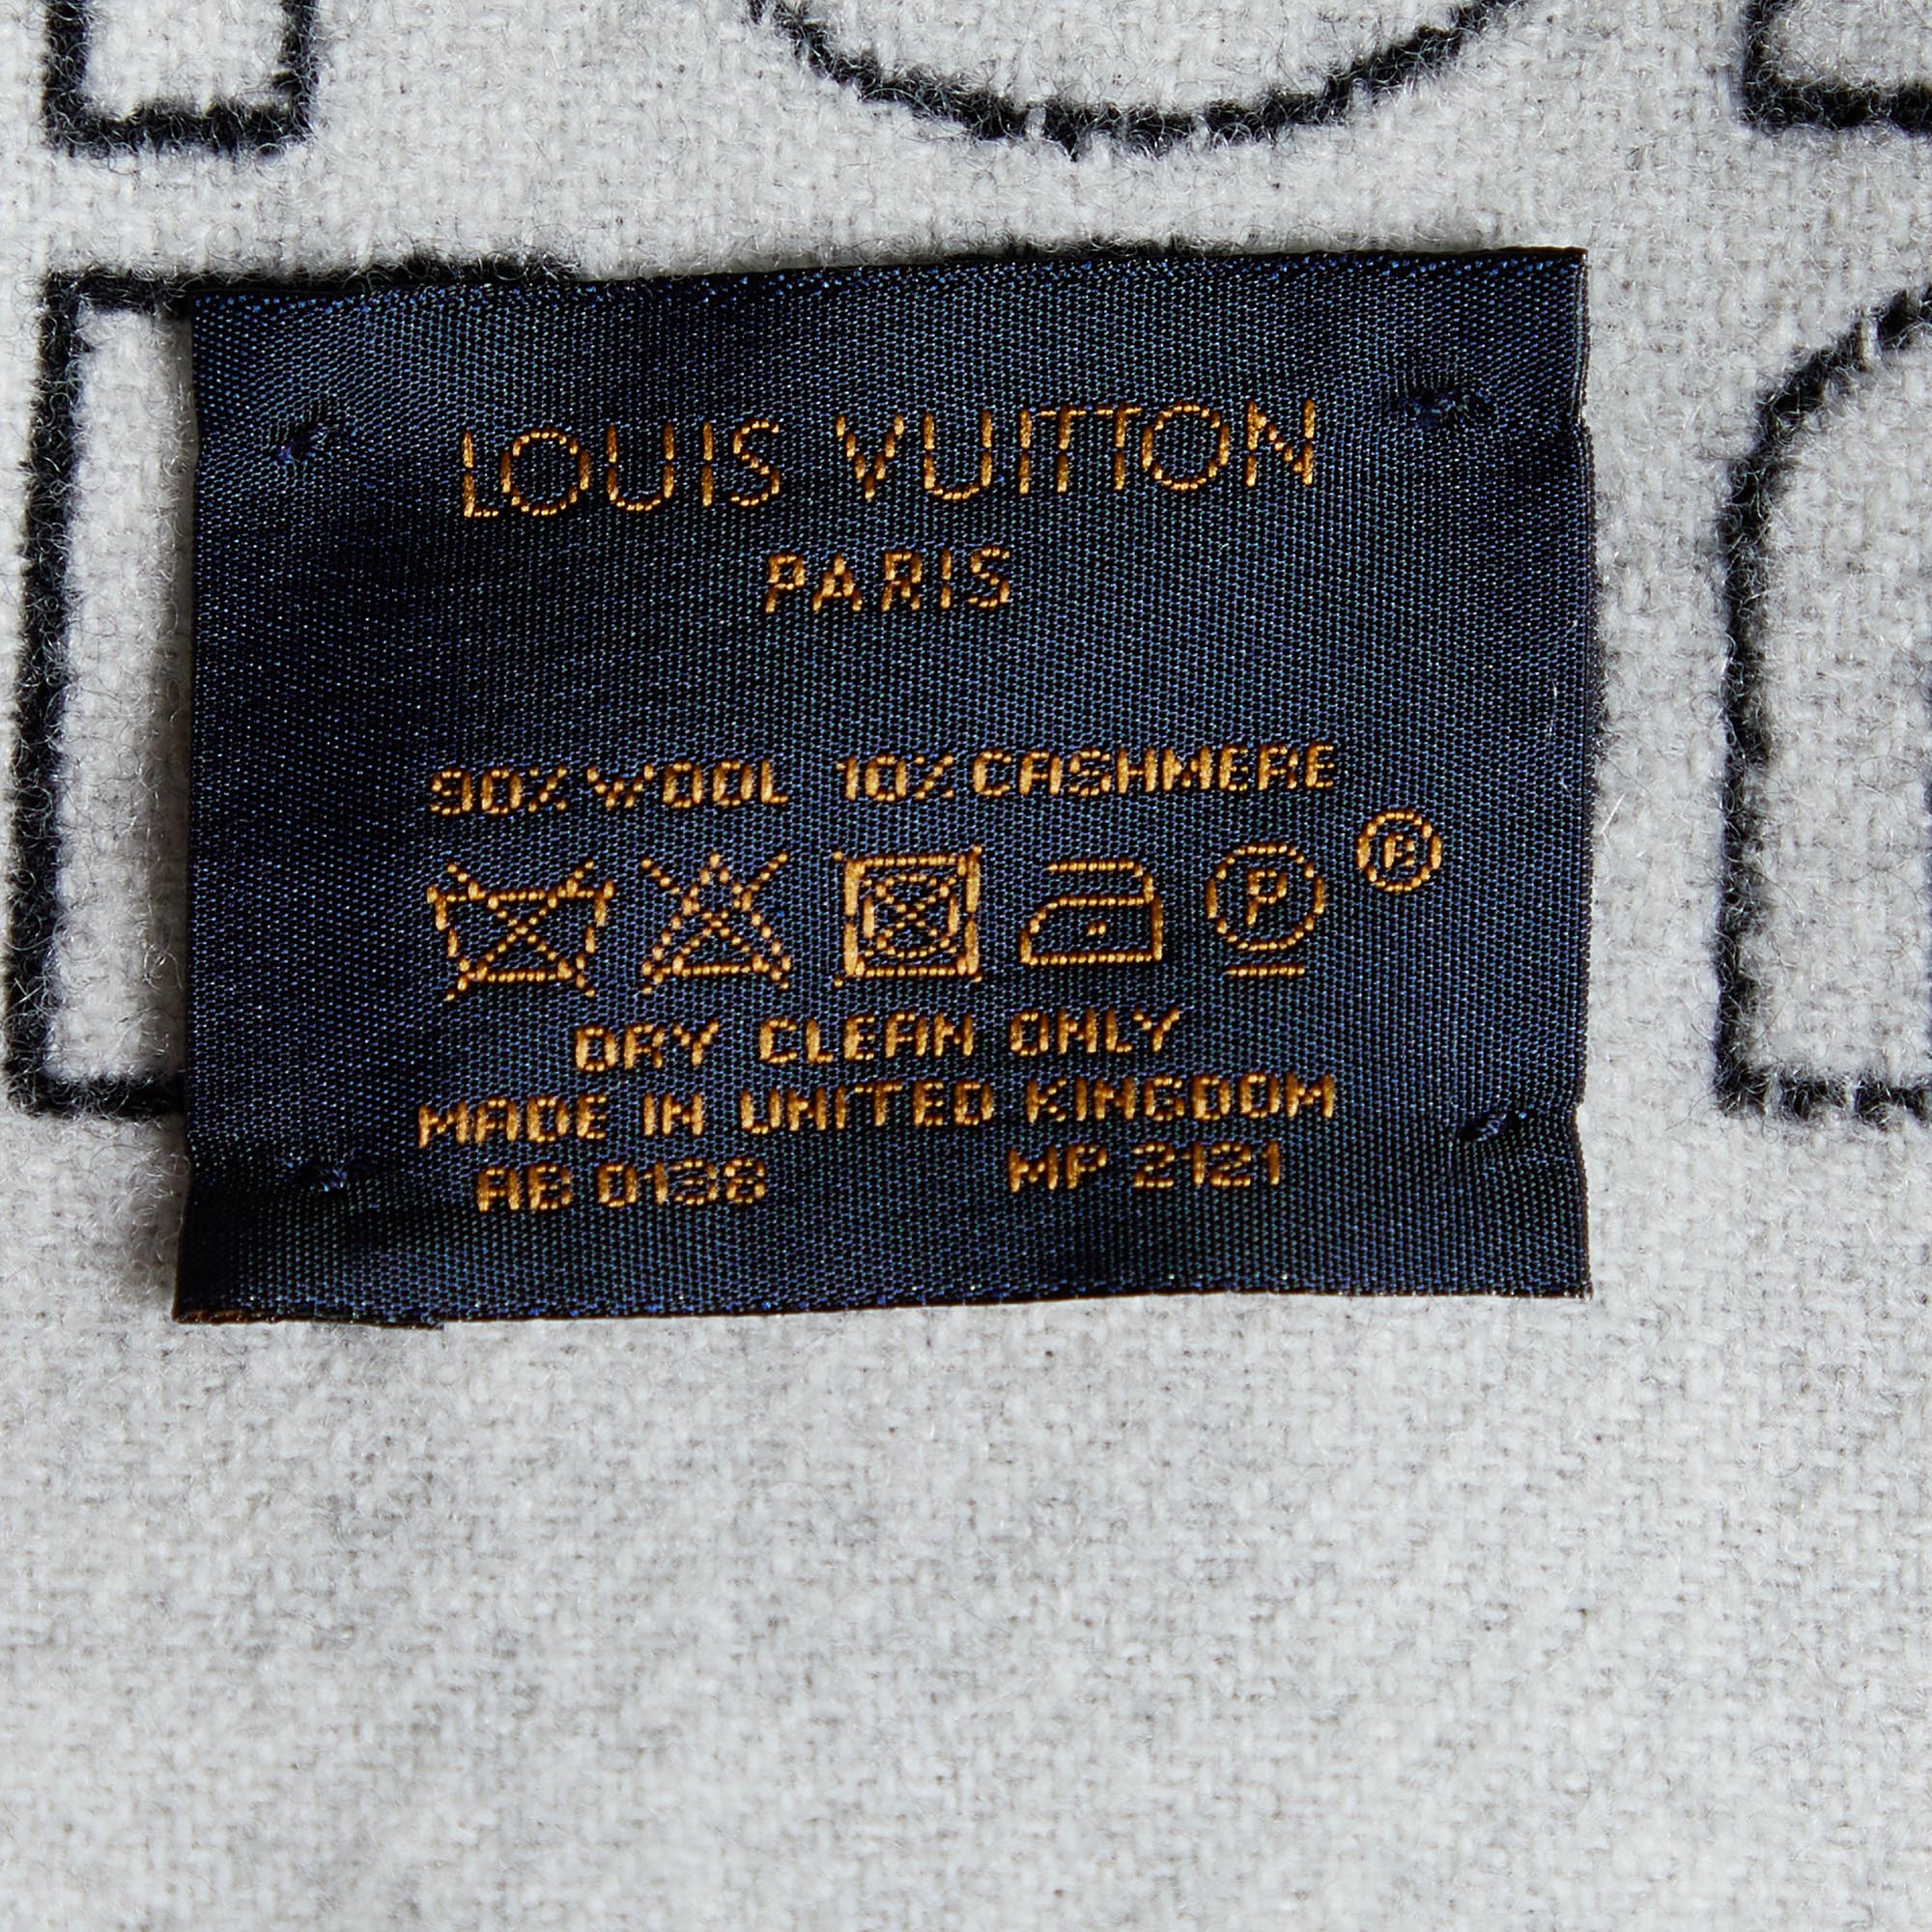 LOUIS VUITTON
PARIS
90% WOOL 10% CASHMERE
®
P
DRY CLEAN ONLY
MADE IN UNITED KINGDOM
AB 0138 MP 2121